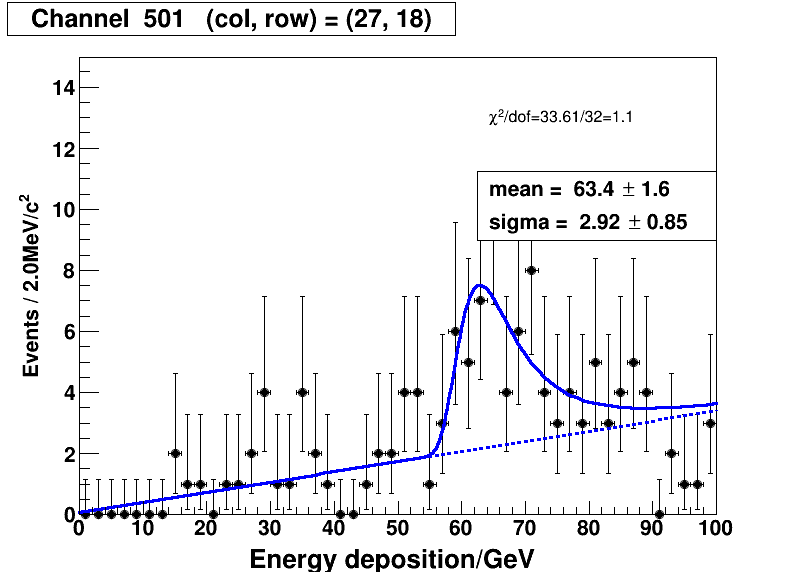 Channel 501 (col, row) = (27, 18)
χ²/dof=33.61/32=1.1
mean = 63.4 ± 1.6
sigma = 2.92 ± 0.85
Events / 2.0MeV/c²
14
12
10
8
6
4
2
0
0 10 20 30 40 50 60 70 80 90 100
Energy deposition/GeV